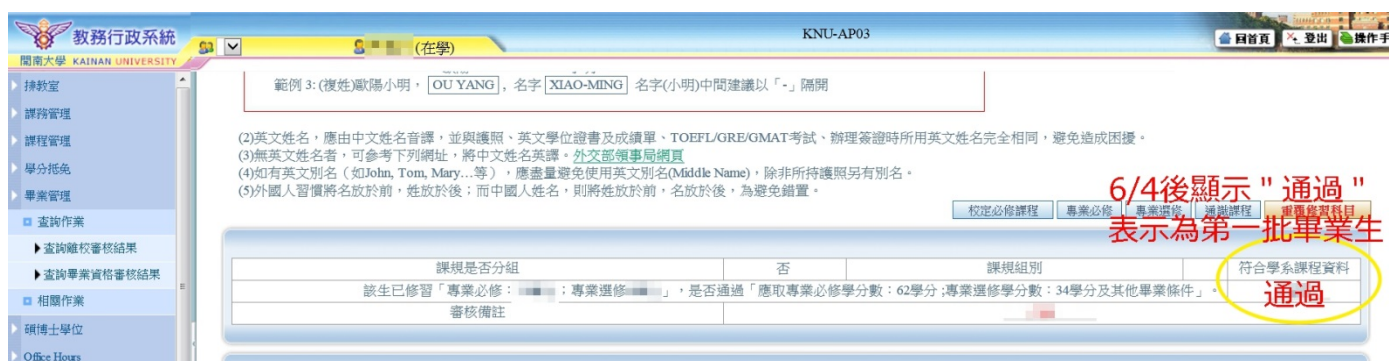 教務行政系統
開南大學 KAINAN UNIVERSITY
(在學)
KNU-AP03
回首頁
登出
操作手
排教室
課務管理
課程管理
學分抵免
畢業管理
查詢作業
查詢離校審核結果
查詢畢業資格審核結果
相關作業
碩博士學位
Office Hours
範例 3: (複姓)歐陽小明, OU YANG , 名字 XIAO-MING 名字(小明)中間建議以「-」隔開
(2)英文姓名,應由中文姓名音譯,並與護照、英文學位證書及成績單、TOEFL/GRE/GMAT考試、辦理簽證時所用英文姓名完全相同,避免造成困擾。
(3)無英文姓名者,可參考下列網址,將中文姓名英譯。外交部領事局網頁
(4)如有英文別名(如John, Tom, Mary…等),應盡量避免使用英文別名(Middle Name),除非所持護照另有別名。
(5)外國人習慣將名放於前,姓放於後;而中國人姓名,則將姓放於前,名放於後,為避免錯置。
6/4後顯示 " 通過 "
表示為第一批畢業生
校定必修課程 專業必修 專業選修 通識課程 重覆修習科目
課規是否分組 否 課規組別 符合學系課程資料
該生已修習「專業必修: ;專業選修 」,是否通過「應取專業必修學分數:62學分 ;專業選修學分數:34學分及其他畢業條件」。
通過
審核備註